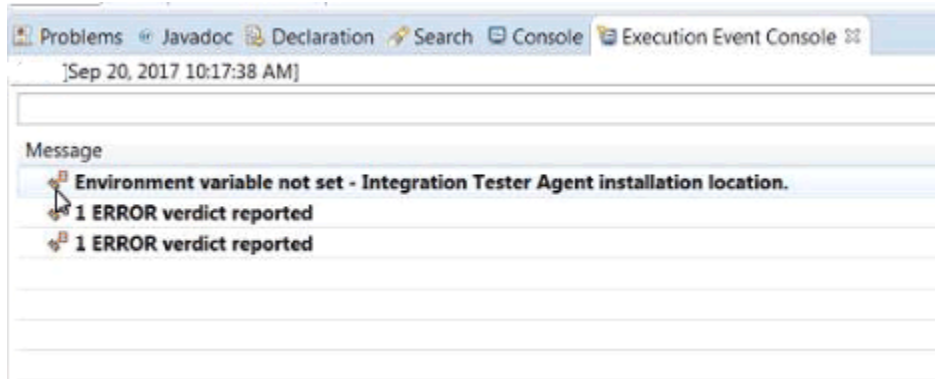 Problems Javadoc Declaration Search Console Execution Event Console
[Sep 20, 2017 10:17:38 AM]
Message
Environment variable not set - Integration Tester Agent installation location.
1 ERROR verdict reported
1 ERROR verdict reported